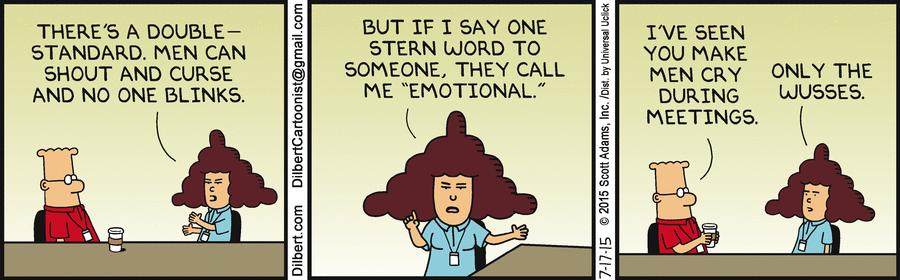 THERE'S A DOUBLE-
STANDARD. MEN CAN
SHOUT AND CURSE
AND NO ONE BLINKS.
Dilbert.com DilbertCartoonist@gmail.com
BUT IF I SAY ONE
STERN WORD TO
SOMEONE, THEY CALL
ME "EMOTIONAL."
7-17-15 © 2015 Scott Adams, Inc. /Dist. by Universal Uclick
I'VE SEEN
YOU MAKE
MEN CRY
DURING
MEETINGS.
ONLY THE
WUSSES.